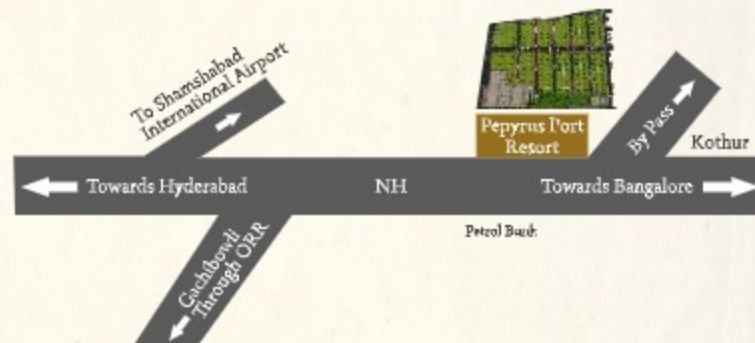 To Shamshabad
International Airport
Pepyrus Port
Resort
By Pass
Kothur
Towards Hyderabad
NH
Towards Bangalore
Petrol Bunk
Gachibowli
Through ORR